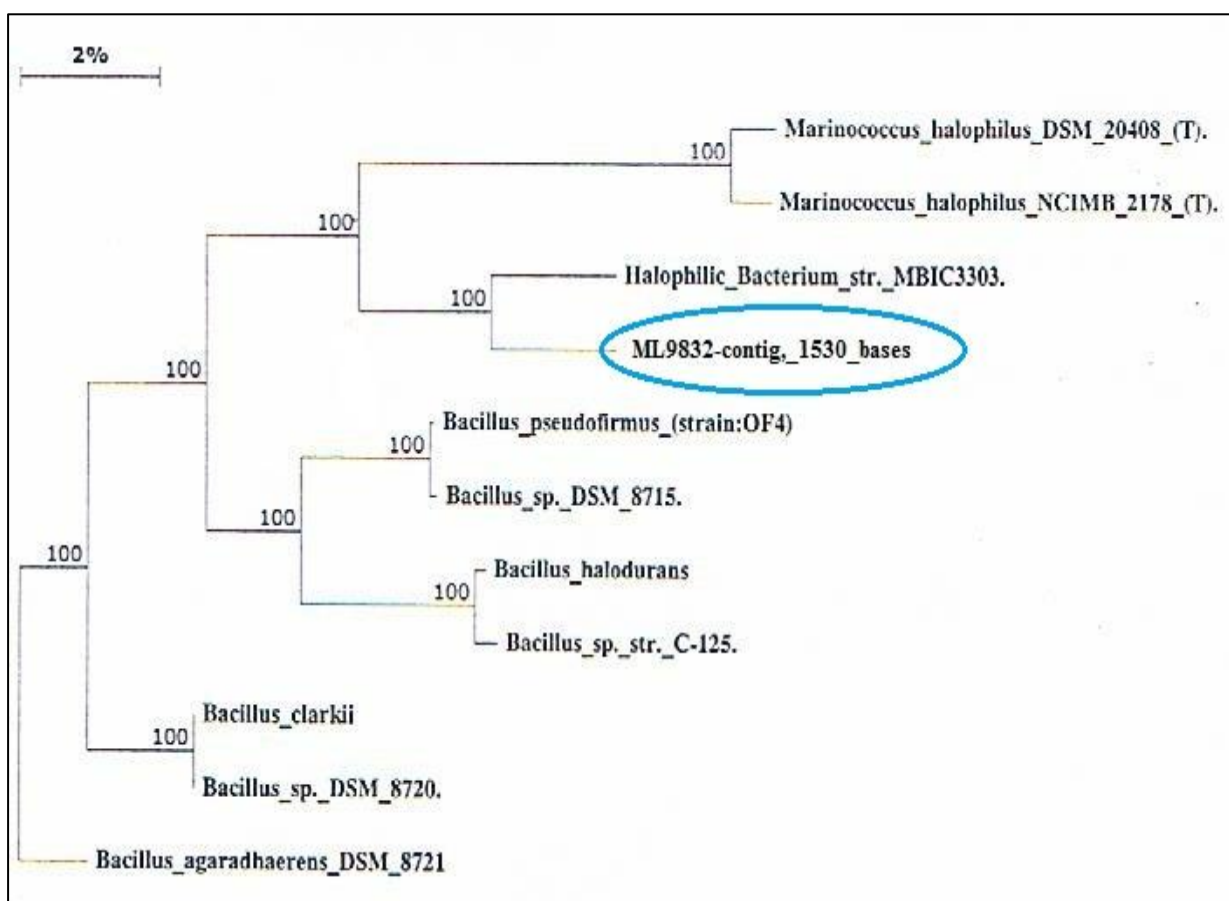 2%
Marinococcus_halophilus_DSM_20408_(T).
100
Marinococcus_halophilus_NCIMB_2178_(T).
100
Halophilic_Bacterium_str._MBIC3303.
100
ML9832-contig,_1530_bases
100
Bacillus_pseudofirmus_(strain:OF4)
100
Bacillus_sp._DSM_8715.
100
100
Bacillus_halodurans
100
Bacillus_sp._str._C-125.
Bacillus_clarkii
100
Bacillus_sp._DSM_8720.
Bacillus_agaradhaerens_DSM_8721